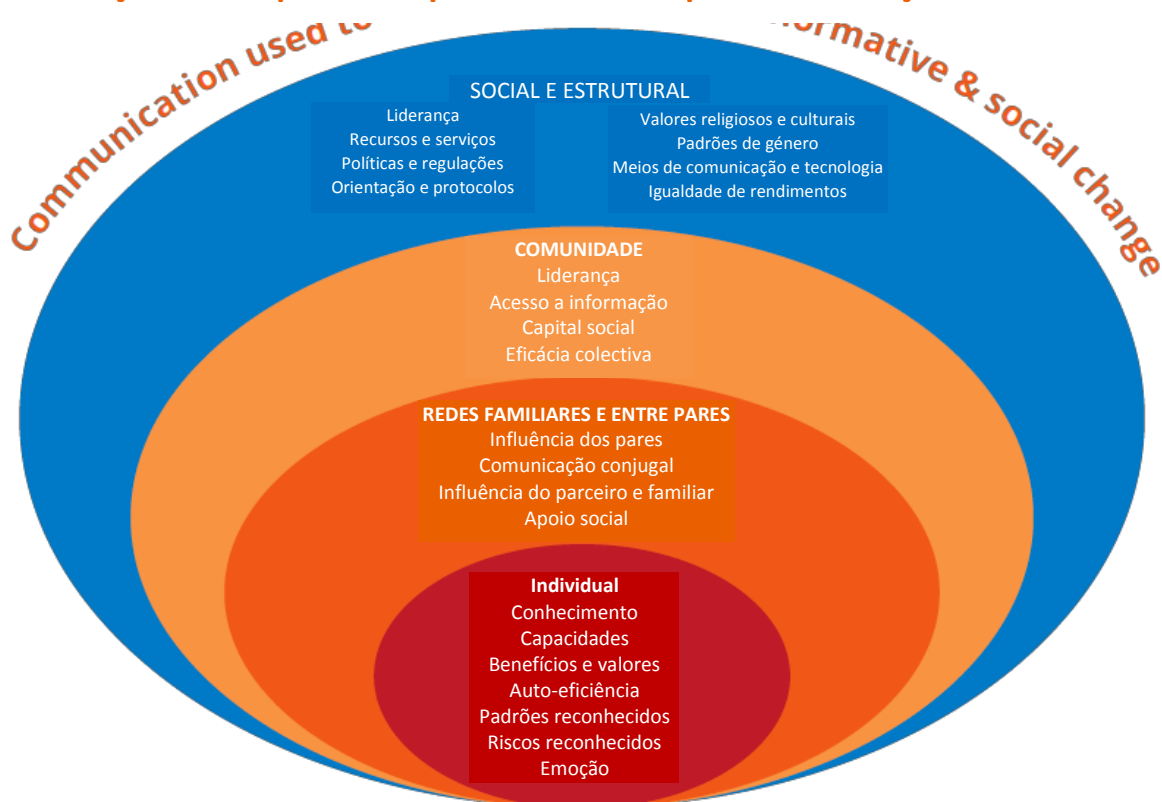 Communication used to
normative & social change
SOCIAL E ESTRUTURAL
Liderança
Recursos e serviços
Políticas e regulações
Orientação e protocolos
Valores religiosos e culturais
Padrões de género
Meios de comunicação e tecnologia
Igualdade de rendimentos
COMUNIDADE
Liderança
Acesso a informação
Capital social
Eficácia colectiva
REDES FAMILIARES E ENTRE PARES
Influência dos pares
Comunicação conjugal
Influência do parceiro e familiar
Apoio social
Individual
Conhecimento
Capacidades
Benefícios e valores
Auto-eficiência
Padrões reconhecidos
Riscos reconhecidos
Emoção